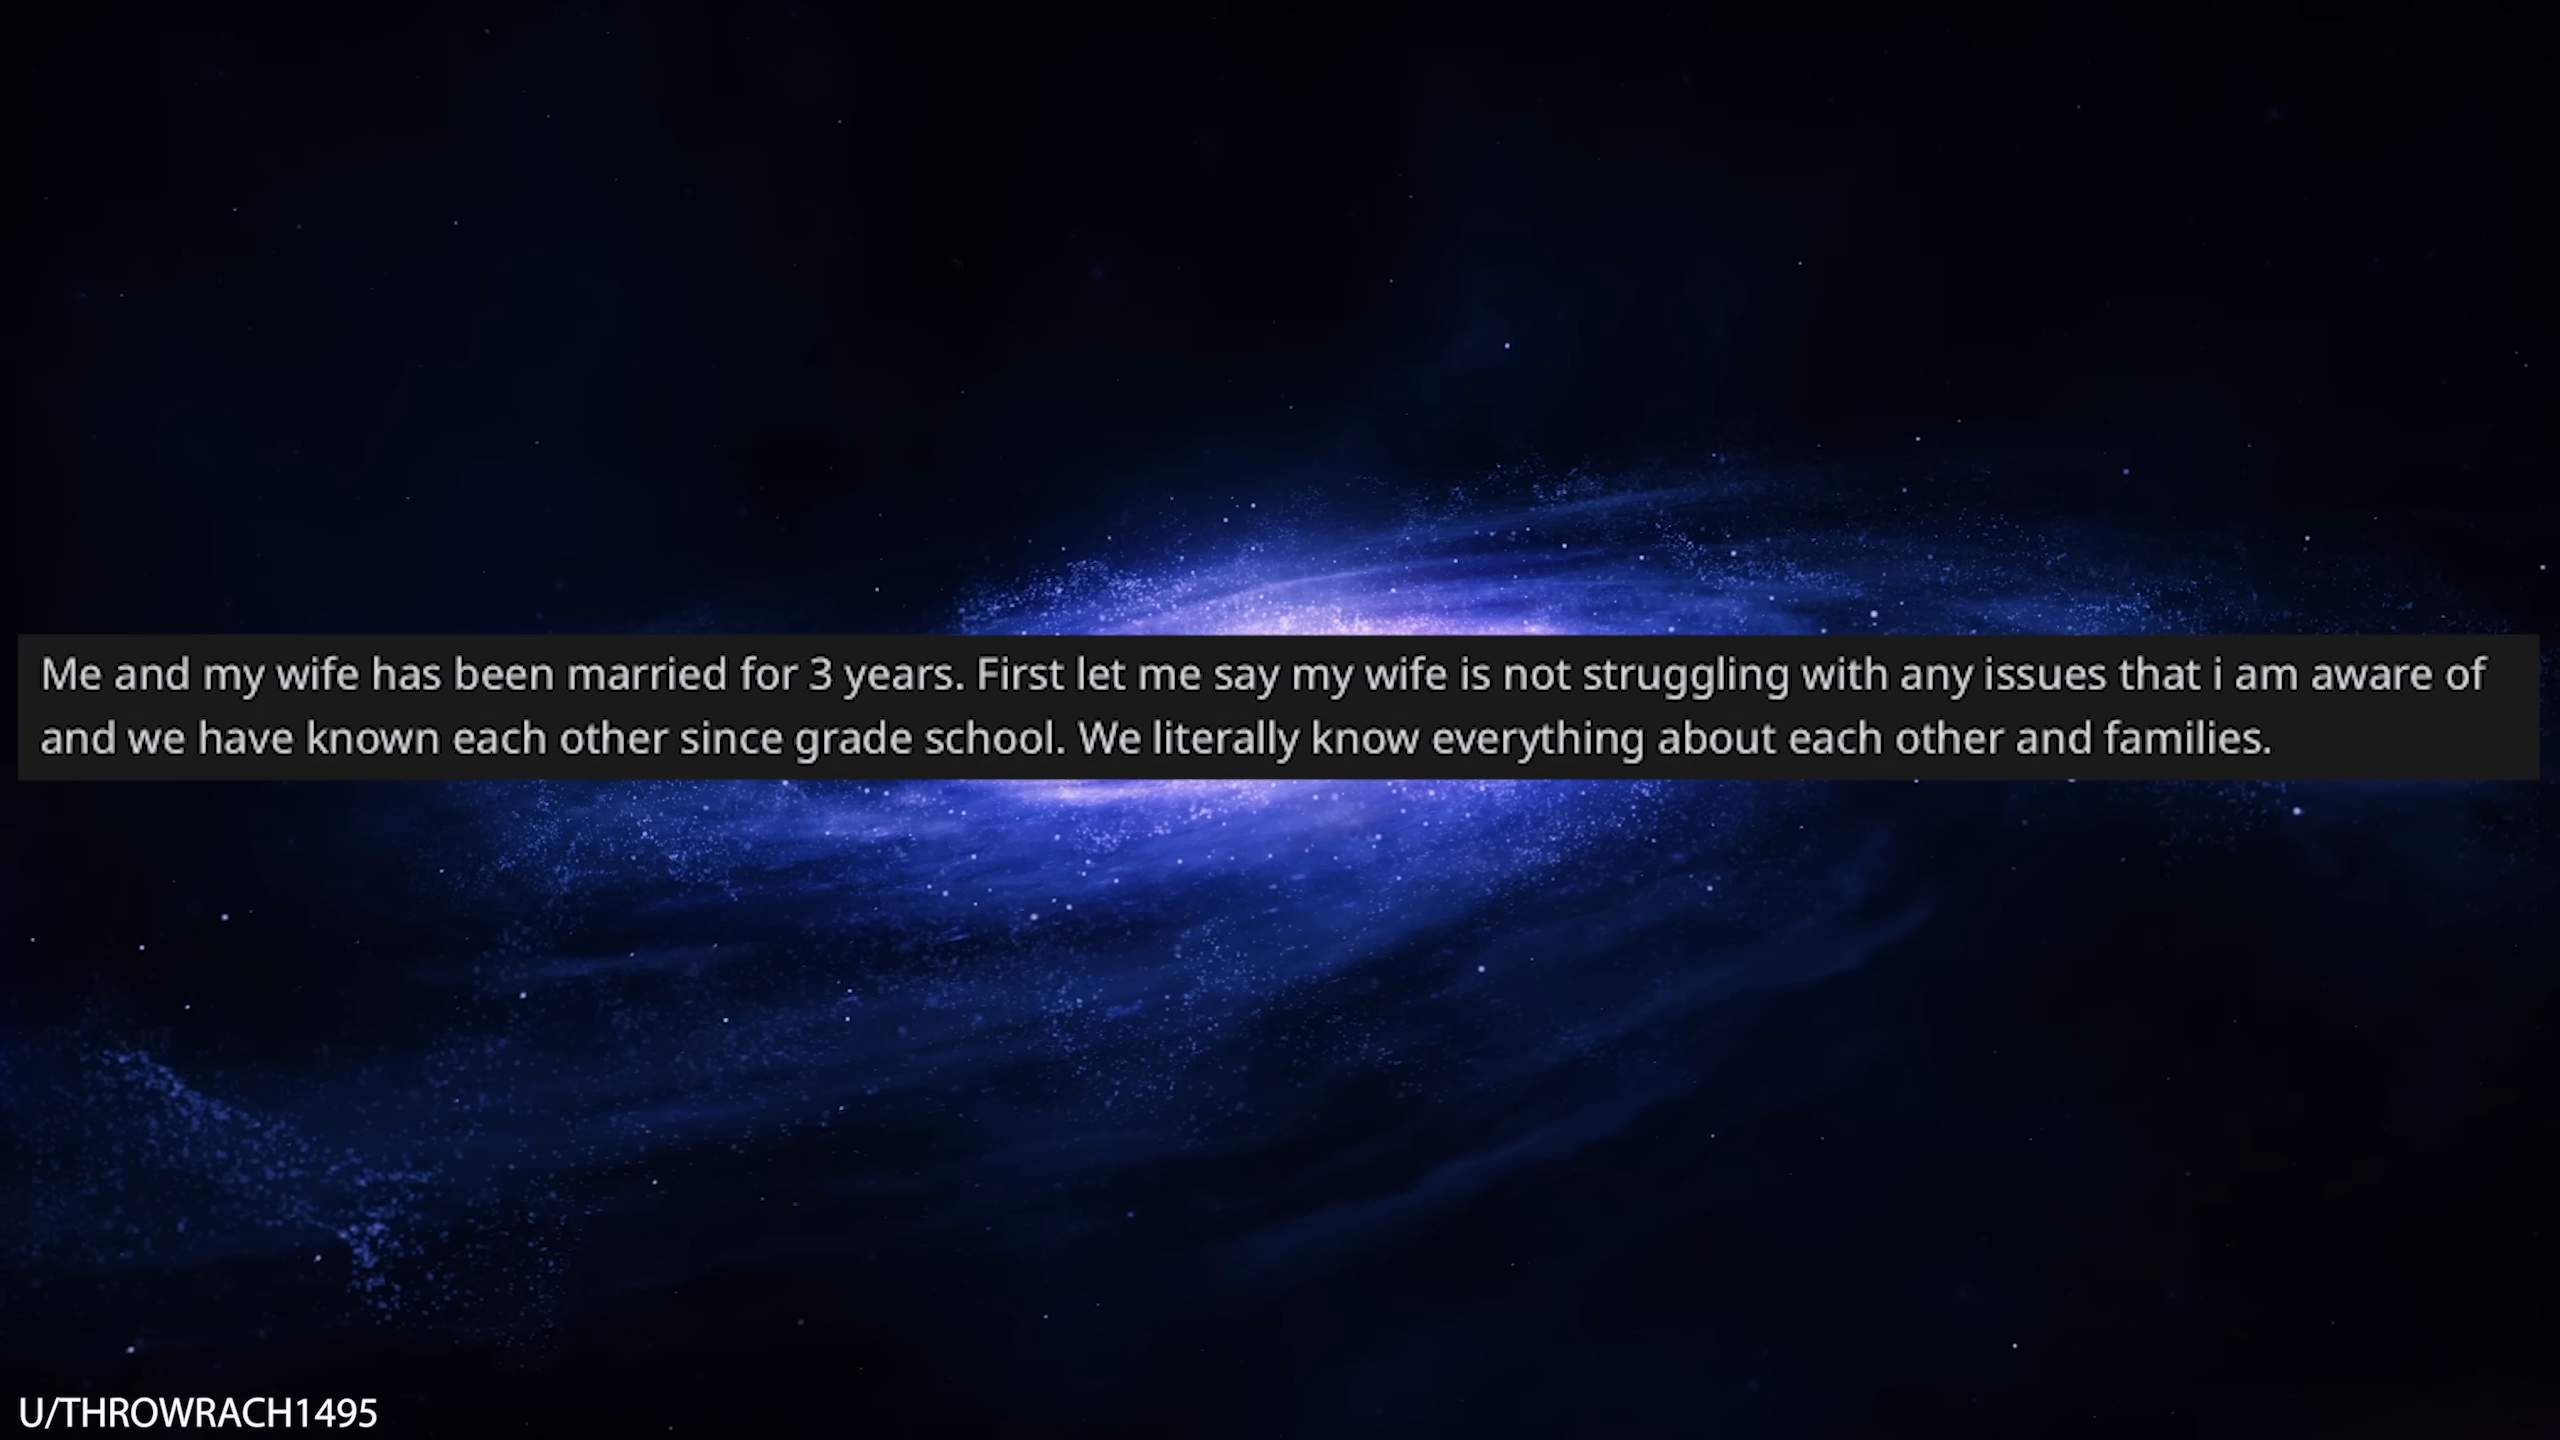 Me and my wife has been married for 3 years. First let me say my wife is not struggling with any issues that i am aware of
and we have known each other since grade school. We literally know everything about each other and families.
U/THROWRACH1495